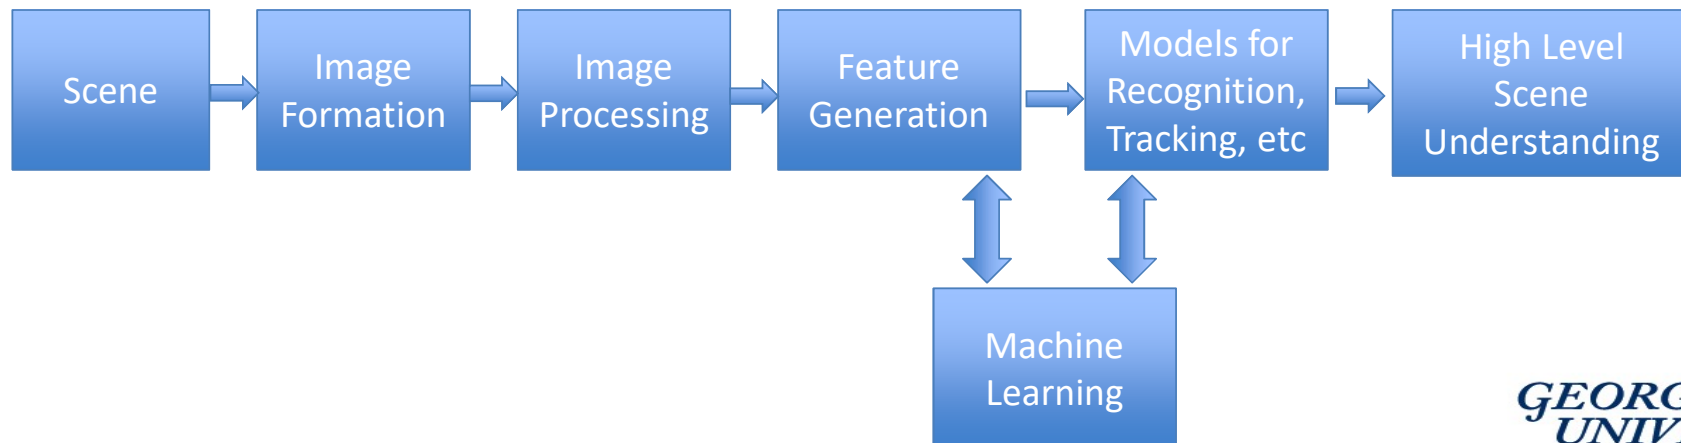 Scene
Image
Formation
Image
Processing
Feature
Generation
Models for
Recognition,
Tracking, etc
High Level
Scene
Understanding
Machine
Learning